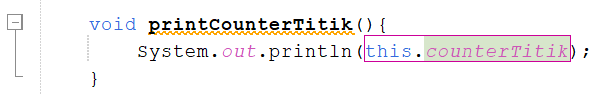 void printCounterTitik(){
System.out.println(this.counterTitik);
}